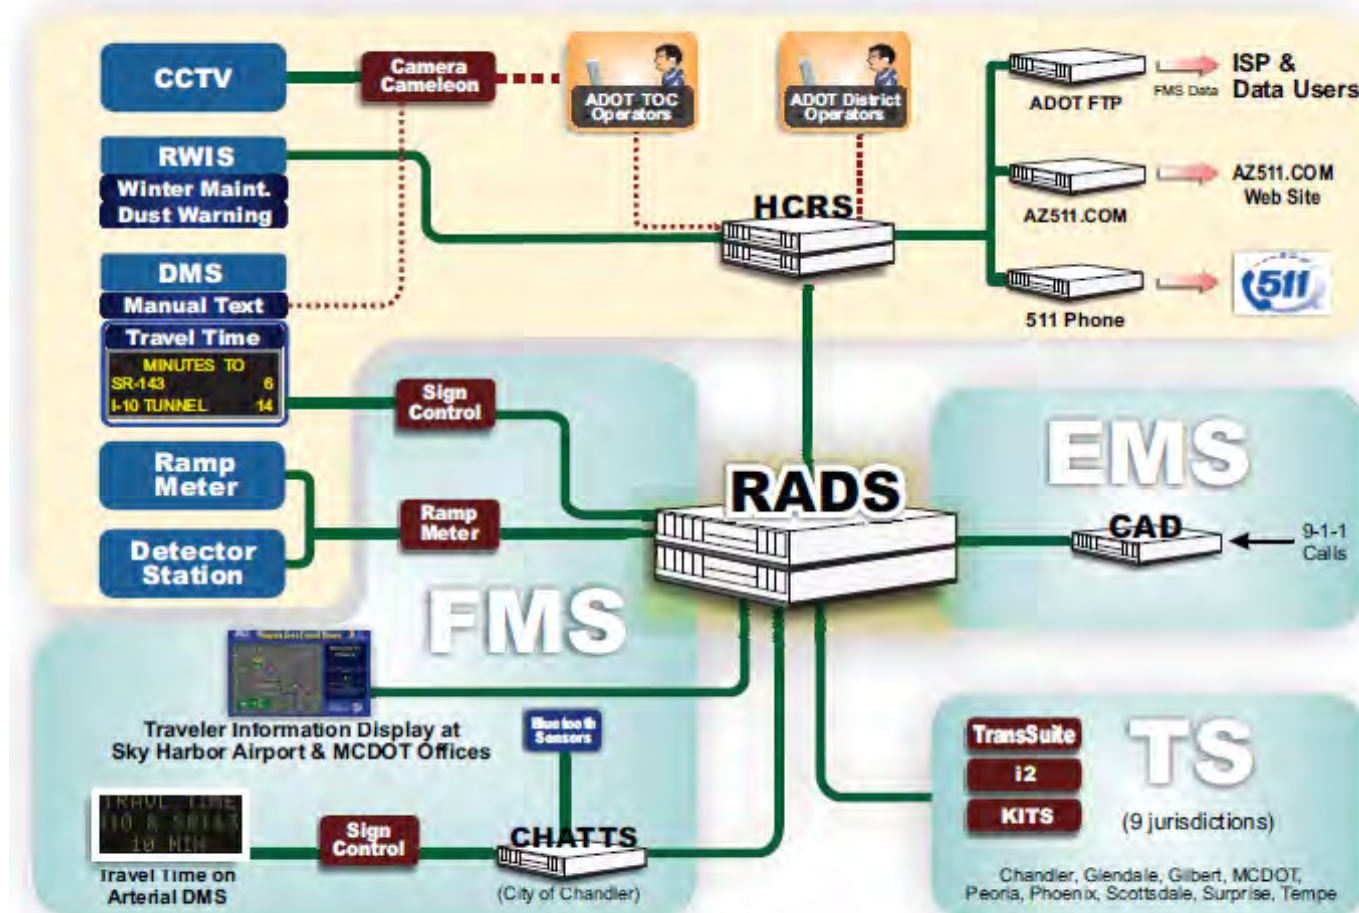 CCTV
Camera
Cameleon
ADOT TOC
Operators
ADOT District
Operators
ADOT FTP
FMS Data
ISP &
Data Users
RWIS
Winter Maint.
Dust Warning
HCRS
AZ511.COM
AZ511.COM
Web Site
DMS
Manual Text
Travel Time
MINUTES TO
SR-143 6
I-10 TUNNEL 14
511 Phone
511
Sign
Control
Ramp
Meter
Ramp
Meter
Detector
Station
RADS
EMS
CAD
9-1-1
Calls
FMS
Traveler Information Display at
Sky Harbor Airport & MCDOT Offices
Bluetooth
Sensors
TRAVL TIME
10 MIN
Travel Time on
Arterial DMS
Sign
Control
CHATTS
(City of Chandler)
TransSuite
i2
KITS
TS
(9 jurisdictions)
Chandler, Glendale, Gilbert, MCDOT,
Peoria, Phoenix, Scottsdale, Surprise, Tempe